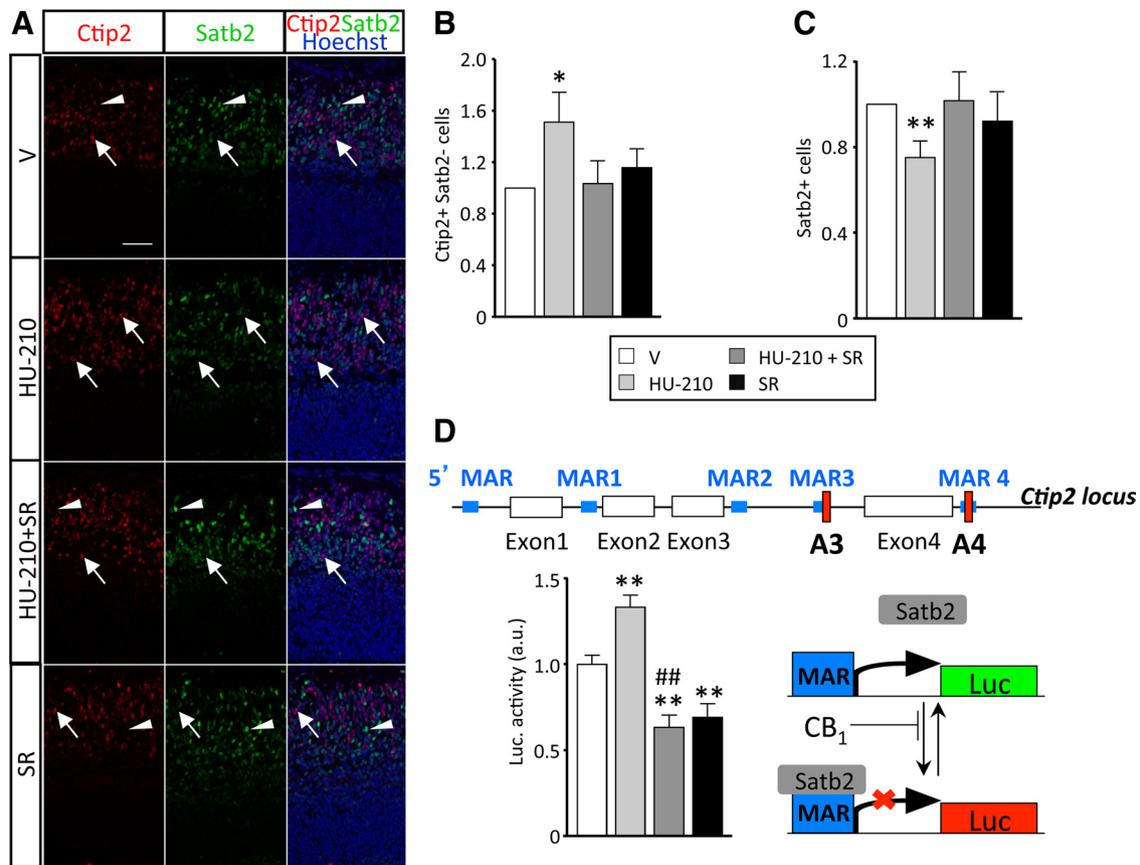 A
Ctip2
Satb2
Ctip2Satb2
Hoechst
V
HU-210
HU-210+SR
SR
B
Ctip2+ Satb2- cells
2.0
1.6
1.2
0.8
0.4
0
*
C
Satb2+ cells
1.2
0.8
0.4
0
**
V
HU-210 + SR
HU-210
SR
D
5’ MAR MAR1 MAR2 MAR3 MAR 4
Ctip2 locus
Exon1 Exon2 Exon3 A3 Exon4 A4
Luc. activity (a.u.)
1.5
1.0
0.5
0
**
##
**
**
Satb2
MAR
Luc
CB1
Satb2
MAR
Luc